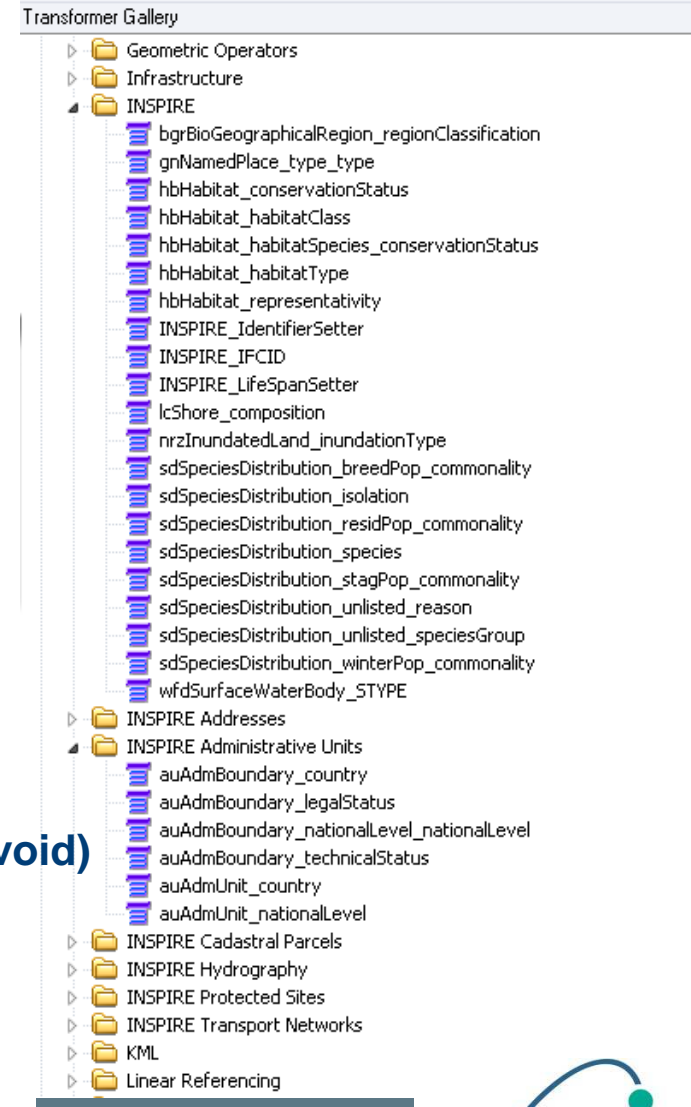 Transformer Gallery
Geometric Operators
Infrastructure
INSPIRE
bgrBioGeographicalRegion_regionClassification
gnNamedPlace_type_type
hbHabitat_conservationStatus
hbHabitat_habitatClass
hbHabitat_habitatSpecies_conservationStatus
hbHabitat_habitatType
hbHabitat_representativity
INSPIRE_IdentifierSetter
INSPIRE_IFCID
INSPIRE_LifeSpanSetter
lcShore_composition
nrzInundatedLand_inundationType
sdSpeciesDistribution_breedPop_commonality
sdSpeciesDistribution_isolation
sdSpeciesDistribution_residPop_commonality
sdSpeciesDistribution_species
sdSpeciesDistribution_stagPop_commonality
sdSpeciesDistribution_unlisted_reason
sdSpeciesDistribution_unlisted_speciesGroup
sdSpeciesDistribution_winterPop_commonality
wfdSurfaceWaterBody_STYPE
INSPIRE Addresses
INSPIRE Administrative Units
auAdmBoundary_country
auAdmBoundary_legalStatus
auAdmBoundary_nationalLevel_nationalLevel
void)
auAdmBoundary_technicalStatus
auAdmUnit_country
auAdmUnit_nationalLevel
INSPIRE Cadastral Parcels
INSPIRE Hydrography
INSPIRE Protected Sites
INSPIRE Transport Networks
KML
Linear Referencing